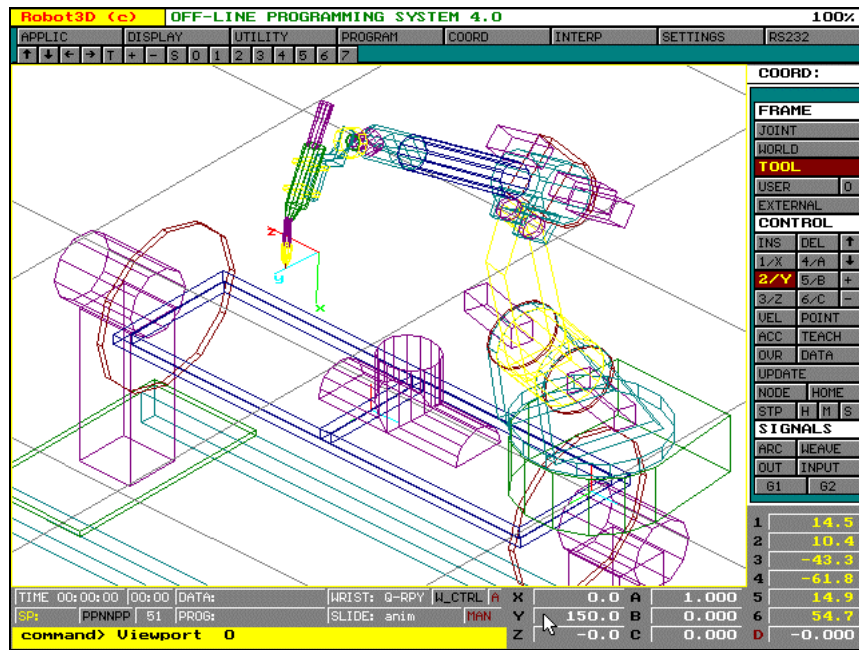 Robot3D (c) OFF-LINE PROGRAMMING SYSTEM 4.0 100%
APPLIC DISPLAY UTILITY PROGRAM COORD INTERP SETTINGS RS232
↑ ↓ ← → T + - S 0 1 2 3 4 5 6 7
COORD:
FRAME
JOINT
WORLD
TOOL
USER 0
EXTERNAL
CONTROL
INS DEL ↑
1/X 4/A ↓
2/Y 5/B +
3/Z 6/C -
VEL POINT
ACC TEACH
OVR DATA
UPDATE
NODE HOME
STP H M S
SIGNALS
ARC WEAVE
OUT INPUT
G1 G2
z
y
x
1 14.5
2 10.4
3 -43.3
4 -61.8
5 14.9
6 54.7
D -0.000
TIME 00:00:00 00:00 DATA: WRIST: Q-RPY W_CTRL A X 0.0 A 1.000
SP: PPNNPP 51 PROG: SLIDE: anim MAN Y 150.0 B 0.000
command> Viewport 0 Z -0.0 C 0.000